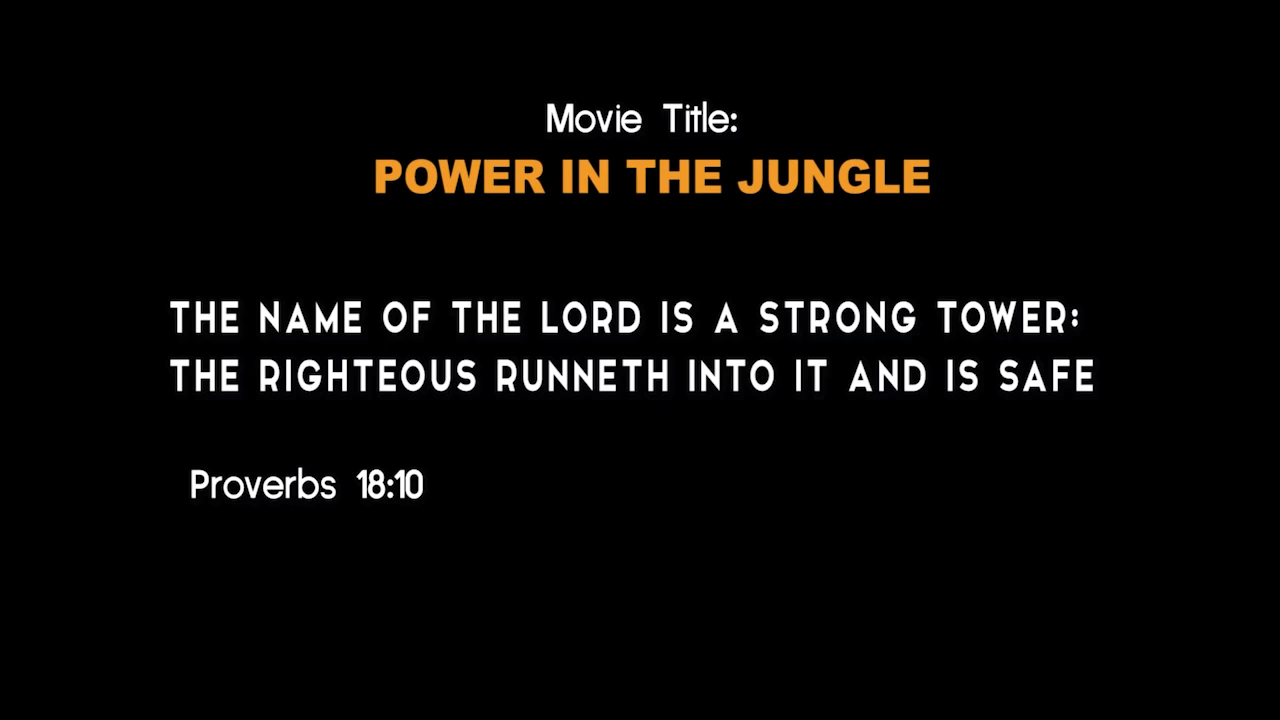 Movie Title:
POWER IN THE JUNGLE
THE NAME OF THE LORD IS A STRONG TOWER:
THE RIGHTEOUS RUNNETH INTO IT AND IS SAFE
Proverbs 18:10